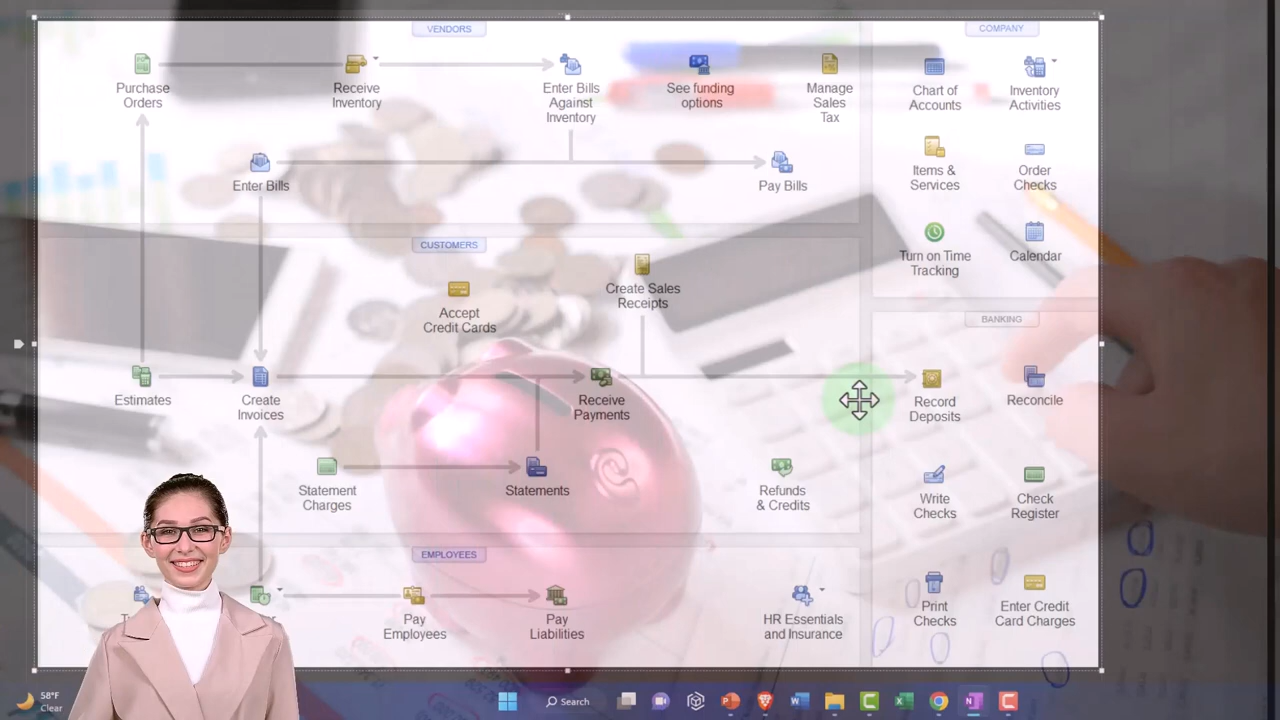 VENDORS
COMPANY
Purchase
Orders
Receive
Inventory
Enter Bills
Against
Inventory
See funding
options
Manage
Sales
Tax
Chart of
Accounts
Inventory
Activities
Enter Bills
Pay Bills
Items &
Services
Order
Checks
CUSTOMERS
Turn on Time
Tracking
Calendar
Accept
Credit Cards
Create Sales
Receipts
BANKING
Estimates
Create
Invoices
Receive
Payments
Record
Deposits
Reconcile
Statement
Charges
Statements
Refunds
& Credits
Write
Checks
Check
Register
EMPLOYEES
Pay
Employees
Pay
Liabilities
HR Essentials
and Insurance
Print
Checks
Enter Credit
Card Charges
58°F
Clear
Search